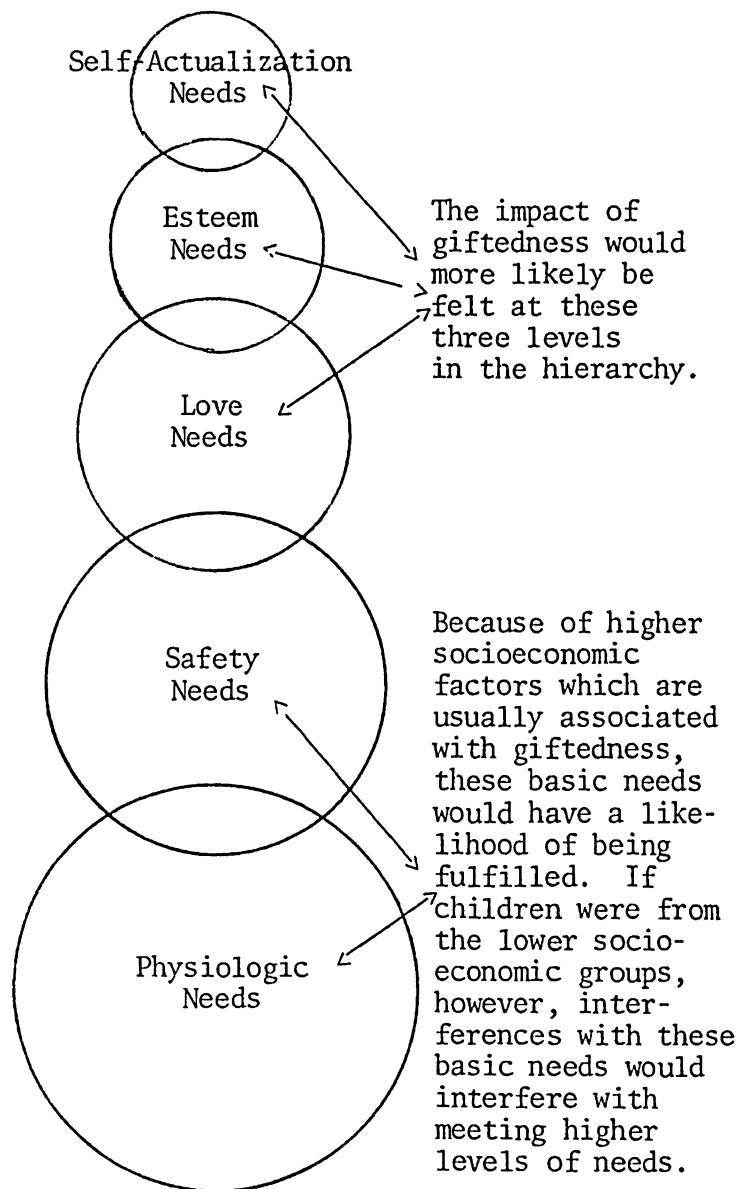 Self-Actualization
Needs
Esteem
Needs
The impact of
giftedness would
more likely be
felt at these
three levels
in the hierarchy.
Love
Needs
Safety
Needs
Because of higher
socioeconomic
factors which are
usually associated
with giftedness,
these basic needs
would have a like-
lihood of being
fulfilled. If
children were from
the lower socio-
economic groups,
however, inter-
ferences with these
basic needs would
interfere with
meeting higher
levels of needs.
Physiologic
Needs